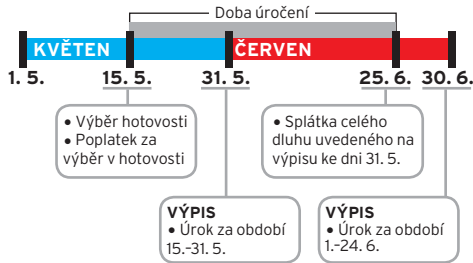 Doba úročení
KVĚTEN
ČERVEN
1. 5.
15. 5.
31. 5.
25. 6.
30. 6.
• Výběr hotovosti
• Poplatek za
výběr v hotovosti
• Splátka celého
dluhu uvedeného na
výpisu ke dni 31. 5.
VÝPIS
• Úrok za období
15.–31. 5.
VÝPIS
• Úrok za období
1.–24. 6.